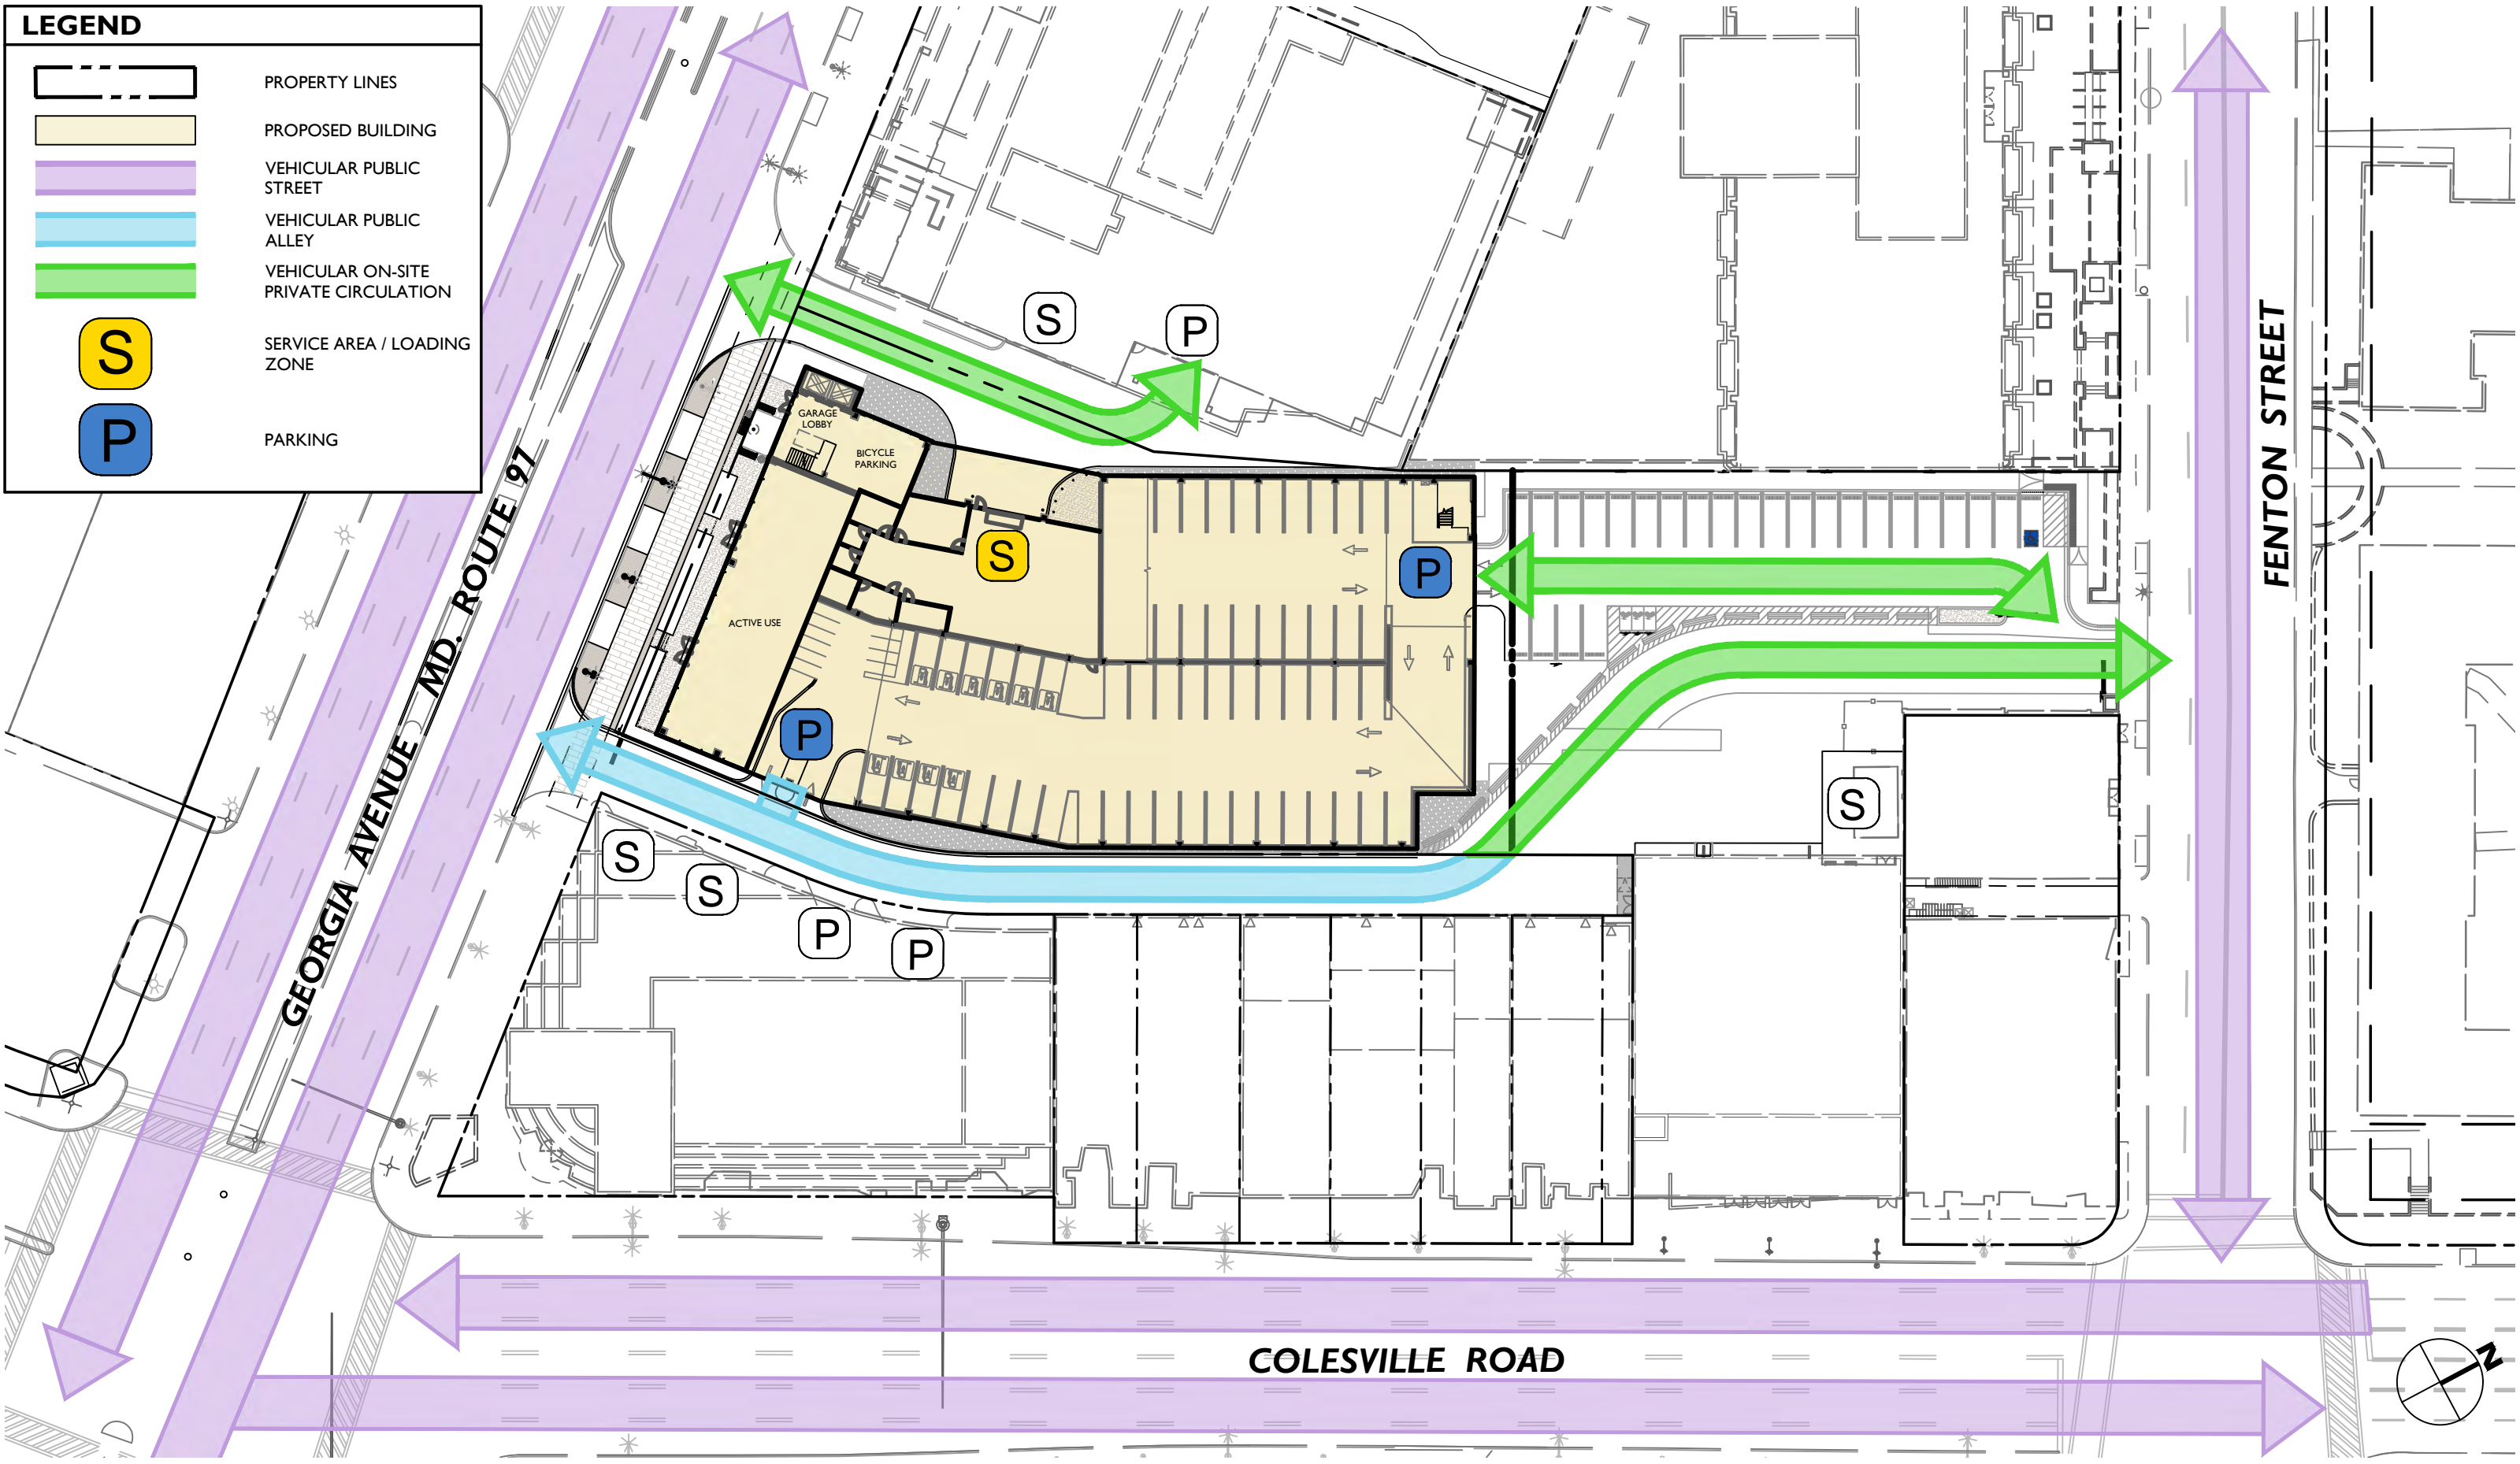 LEGEND
PROPERTY LINES
PROPOSED BUILDING
VEHICULAR PUBLIC
STREET
VEHICULAR PUBLIC
ALLEY
VEHICULAR ON-SITE
PRIVATE CIRCULATION
S
SERVICE AREA / LOADING
ZONE
P
PARKING
S
P
GARAGE
LOBBY
BICYCLE
PARKING
S
P
ACTIVE USE
P
S
S
S
P
P
GEORGIA AVENUE MD. ROUTE 97
FENTON STREET
COLESVILLE ROAD
N